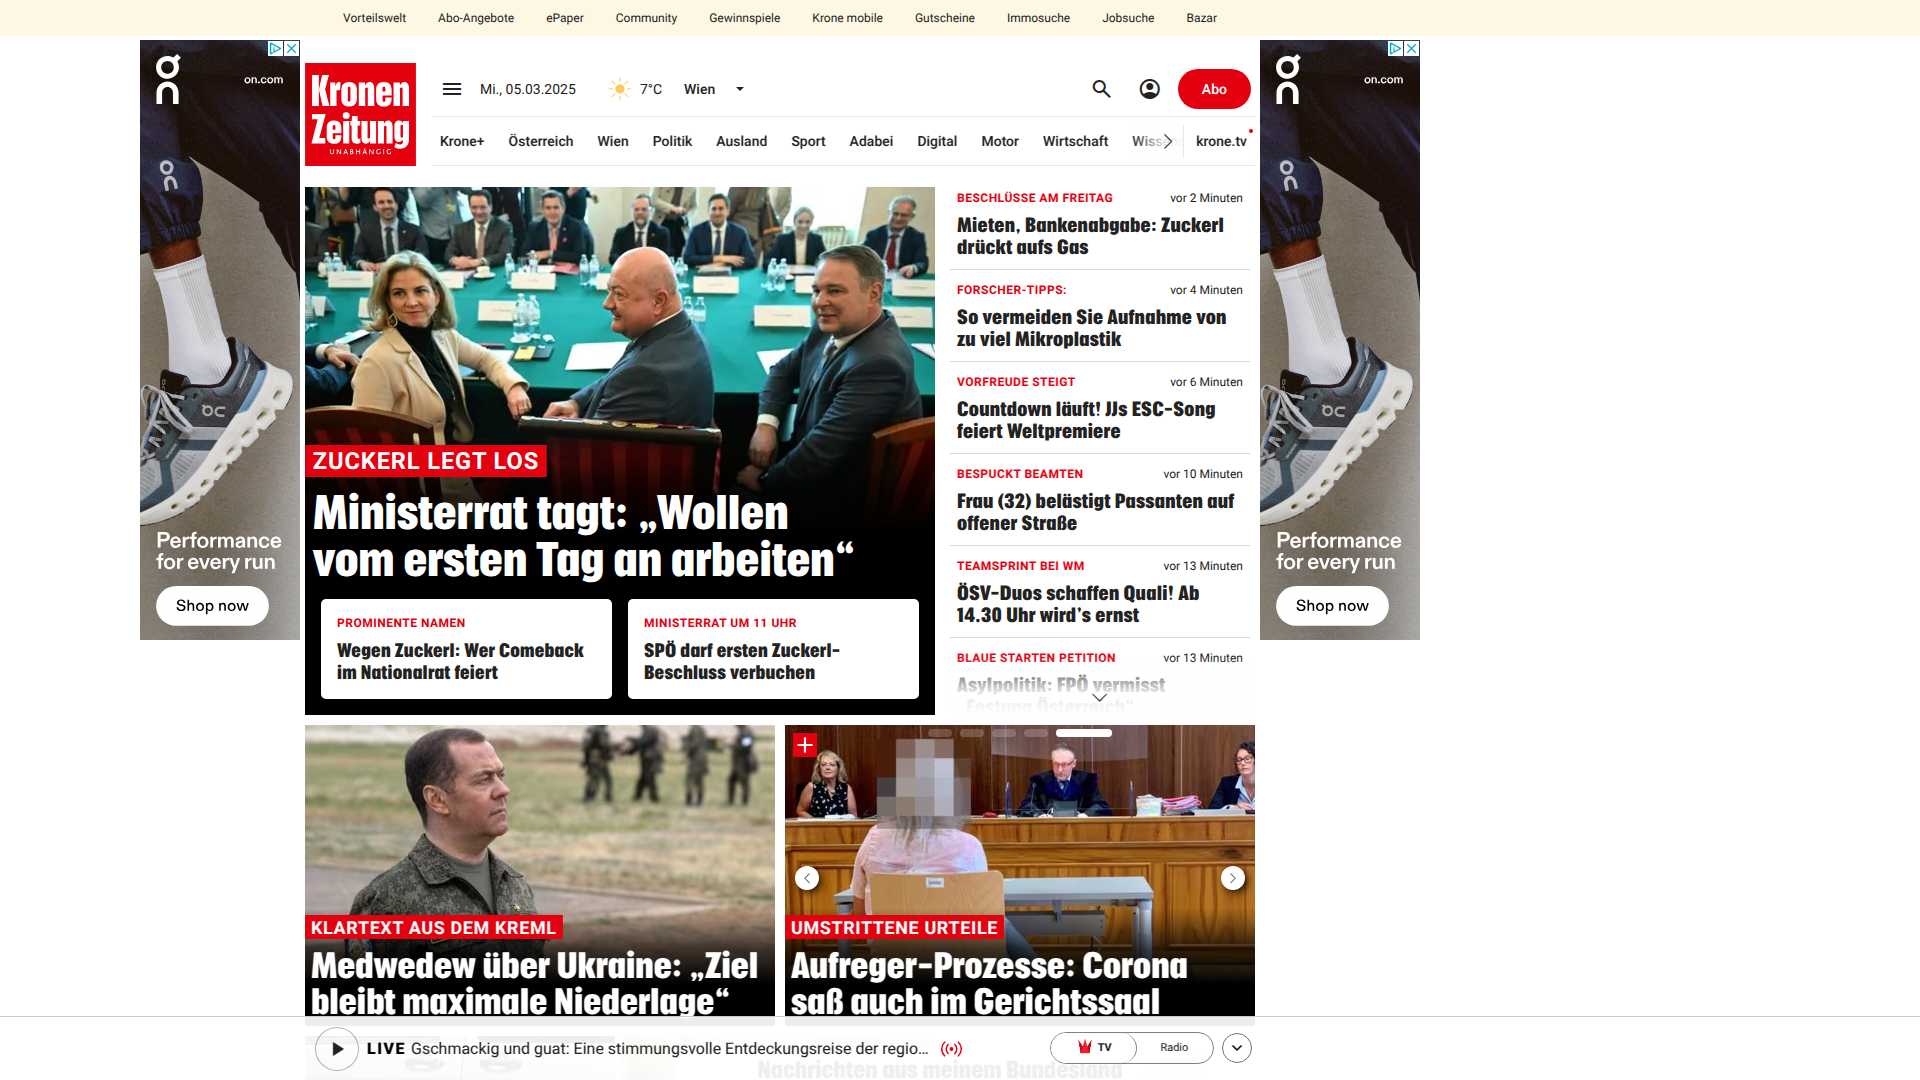 Vorteilswelt Abo-Angebote ePaper Community Gewinnspiele Krone mobile Gutscheine Immosuche Jobsuche Bazar
on.com
Performance
for every run
Shop now
Kronen
Zeitung
UNABHÄNGIG
Mi., 05.03.2025 7°C Wien
Abo
Krone+ Österreich Wien Politik Ausland Sport Adabei Digital Motor Wirtschaft krone.tv
ZUCKERL LEGT LOS
Ministerrat tagt: „Wollen
vom ersten Tag an arbeiten“
PROMINENTE NAMEN
Wegen Zuckerl: Wer Comeback
im Nationalrat feiert
MINISTERRAT UM 11 UHR
SPÖ darf ersten Zuckerl-
Beschluss verbuchen
BESCHLÜSSE AM FREITAG vor 2 Minuten
Mieten, Bankenabgabe: Zuckerl
drückt aufs Gas
FORSCHER-TIPPS: vor 4 Minuten
So vermeiden Sie Aufnahme von
zu viel Mikroplastik
VORFREUDE STEIGT vor 6 Minuten
Countdown läuft! JJs ESC-Song
feiert Weltpremiere
BESPUCKT BEAMTEN vor 10 Minuten
Frau (32) belästigt Passanten auf
offener Straße
TEAMSPRINT BEI WM vor 13 Minuten
ÖSV-Duos schaffen Quali! Ab
14.30 Uhr wird’s ernst
BLAUE STARTEN PETITION vor 13 Minuten
Asylpolitik: FPÖ vermisst
„Festung Österreich“
on.com
Performance
for every run
Shop now
KLARTEXT AUS DEM KREML
Medwedew über Ukraine: „Ziel
bleibt maximale Niederlage“
UMSTRITTENE URTEILE
Aufreger-Prozesse: Corona
saß auch im Gerichtssaal
LIVE Gschmackig und guat: Eine stimmungsvolle Entdeckungsreise der regio...
TV Radio
Nachrichten aus meinem Bundesland